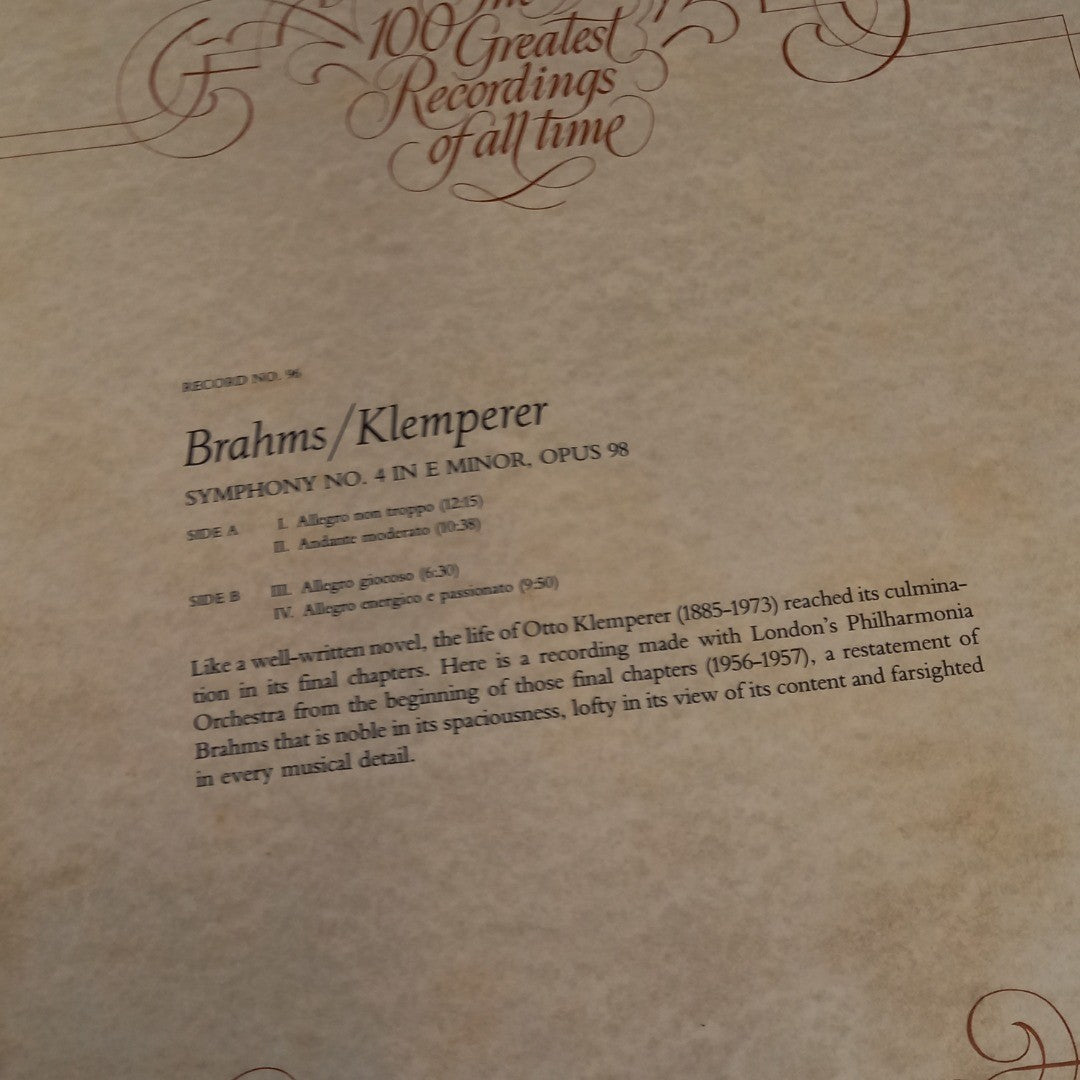 The
100 Greatest
Recordings
of all time
RECORD NO. 96
Brahms/Klemperer
SYMPHONY NO. 4 IN E MINOR, OPUS 98
SIDE A I. Allegro non troppo (12:15)
II. Andante moderato (10:38)
SIDE B III. Allegro giocoso (6:30)
IV. Allegro energico e passionato (9:50)
Like a well-written novel, the life of Otto Klemperer (1885-1973) reached its culmina-
tion in its final chapters. Here is a recording made with London's Philharmonia
Orchestra from the beginning of those final chapters (1956-1957), a restatement of
Brahms that is noble in its spaciousness, lofty in its view of its content and farsighted
in every musical detail.